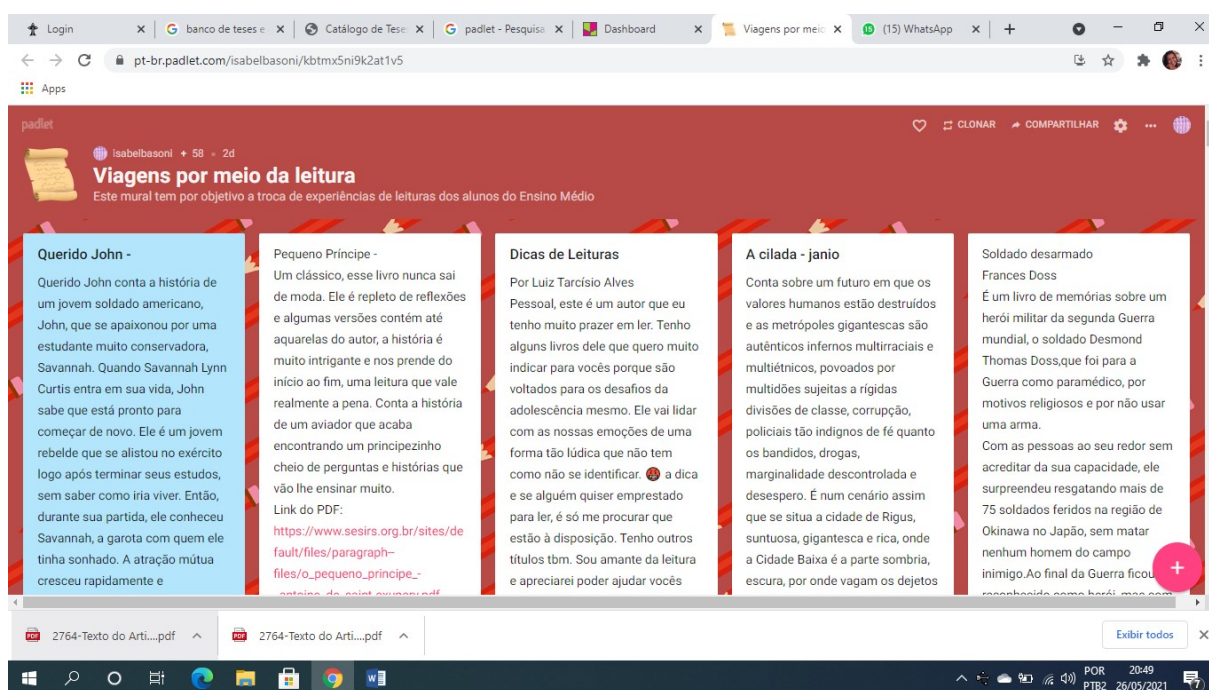 Login
banco de teses e
Catálogo de Tese
padlet - Pesquisa
Dashboard
Viagens por meio
(15) WhatsApp
pt-br.padlet.com/isabelbasoni/kbtmx5ni9k2at1v5
Apps
padlet
CLONAR
COMPARTILHAR
isabelbasoni + 58 • 2d
Viagens por meio da leitura
Este mural tem por objetivo a troca de experiências de leituras dos alunos do Ensino Médio
Querido John -
Querido John conta a história de
um jovem soldado americano,
John, que se apaixonou por uma
estudante muito conservadora,
Savannah. Quando Savannah Lynn
Curtis entra em sua vida, John
sabe que está pronto para
começar de novo. Ele é um jovem
rebelde que se alistou no exército
logo após terminar seus estudos,
sem saber como iria viver. Então,
durante sua partida, ele conheceu
Savannah, a garota com quem ele
tinha sonhado. A atração mútua
cresceu rapidamente e
Pequeno Príncipe -
Um clássico, esse livro nunca sai
de moda. Ele é repleto de reflexões
e algumas versões contém até
aquarelas do autor, a história é
muito intrigante e nos prende do
início ao fim, uma leitura que vale
realmente a pena. Conta a história
de um aviador que acaba
encontrando um principezinho
cheio de perguntas e histórias que
vão lhe ensinar muito.
Link do PDF:
https://www.sesirs.org.br/sites/de
fault/files/paragraph--
files/o_pequeno_principe_-
_antoine_de_saint-exupery.pdf
Dicas de Leituras
Por Luiz Tarcísio Alves
Pessoal, este é um autor que eu
tenho muito prazer em ler. Tenho
alguns livros dele que quero muito
indicar para vocês porque são
voltados para os desafios da
adolescência mesmo. Ele vai lidar
com as nossas emoções de uma
forma tão lúdica que não tem
como não se identificar. a dica
e se alguém quiser emprestado
para ler, é só me procurar que
estão à disposição. Tenho outros
títulos tbm. Sou amante da leitura
e apreciarei poder ajudar vocês
A cilada - janio
Conta sobre um futuro em que os
valores humanos estão destruídos
e as metrópoles gigantescas são
autênticos infernos multirraciais e
multiétnicos, povoados por
multidões sujeitas a rígidas
divisões de classe, corrupção,
policiais tão indignos de fé quanto
os bandidos, drogas,
marginalidade descontrolada e
desespero. É num cenário assim
que se situa a cidade de Rigus,
suntuosa, gigantesca e rica, onde
a Cidade Baixa é a parte sombria,
escura, por onde vagam os dejetos
Soldado desarmado
Frances Doss
É um livro de memórias sobre um
herói militar da segunda Guerra
mundial, o soldado Desmond
Thomas Doss,que foi para a
Guerra como paramédico, por
motivos religiosos e por não usar
uma arma.
Com as pessoas ao seu redor sem
acreditar da sua capacidade, ele
surpreendeu resgatando mais de
75 soldados feridos na região de
Okinawa no Japão, sem matar
nenhum homem do campo
inimigo.Ao final da Guerra ficou
reconhecido como herói, mas com
2764-Texto do Arti....pdf
2764-Texto do Arti....pdf
Exibir todos
POR
PTB2
20:49
26/05/2021